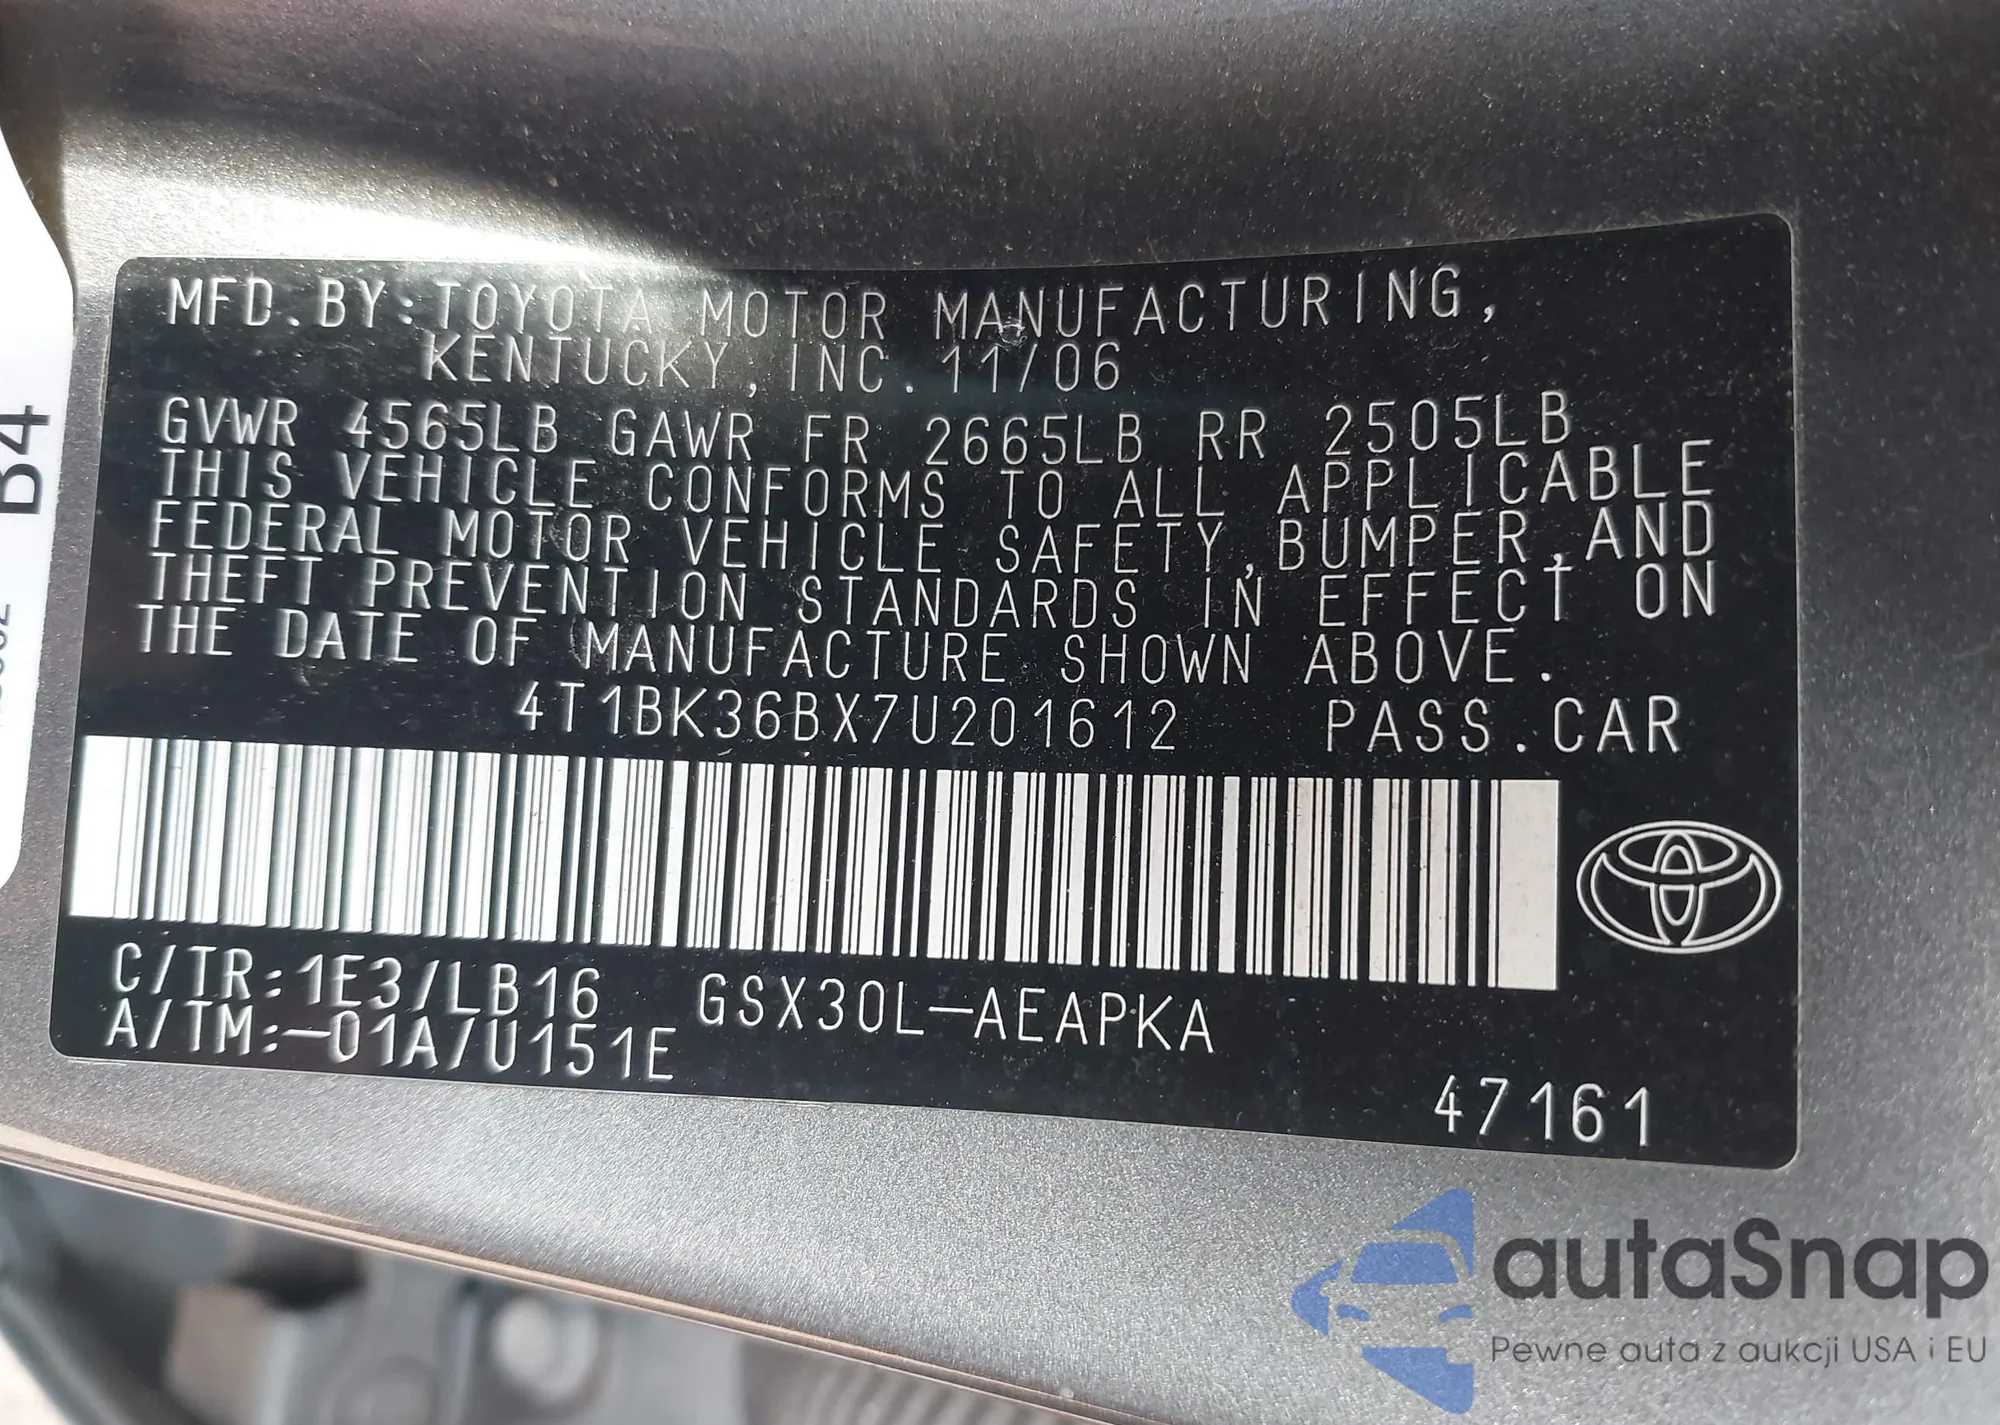 MFD.BY:TOYOTA MOTOR MANUFACTURING,
KENTUCKY,INC. 11/06
GVWR 4565LB GAWR FR 2665LB RR 2505LB
THIS VEHICLE CONFORMS TO ALL APPLICABLE
FEDERAL MOTOR VEHICLE SAFETY,BUMPER,AND
THEFT PREVENTION STANDARDS IN EFFECT ON
THE DATE OF MANUFACTURE SHOWN ABOVE.
4T1BK36BX7U201612 PASS.CAR
C/TR:1E3/LB16 GSX30L-AEAPKA
A/TM:-01A/U151E
47161
B4
autaSnap
Pewne auta z aukcji USA i EU